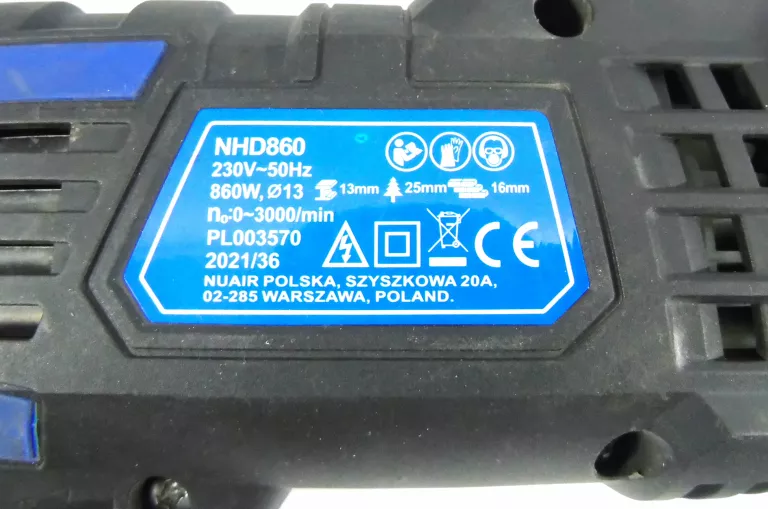 NHD860
230V~50Hz
860W, Ø13 13mm 25mm 16mm
n₀:0~3000/min
PL003570
2021/36
CE
NUAIR POLSKA, SZYSZKOWA 20A,
02-285 WARSZAWA, POLAND.